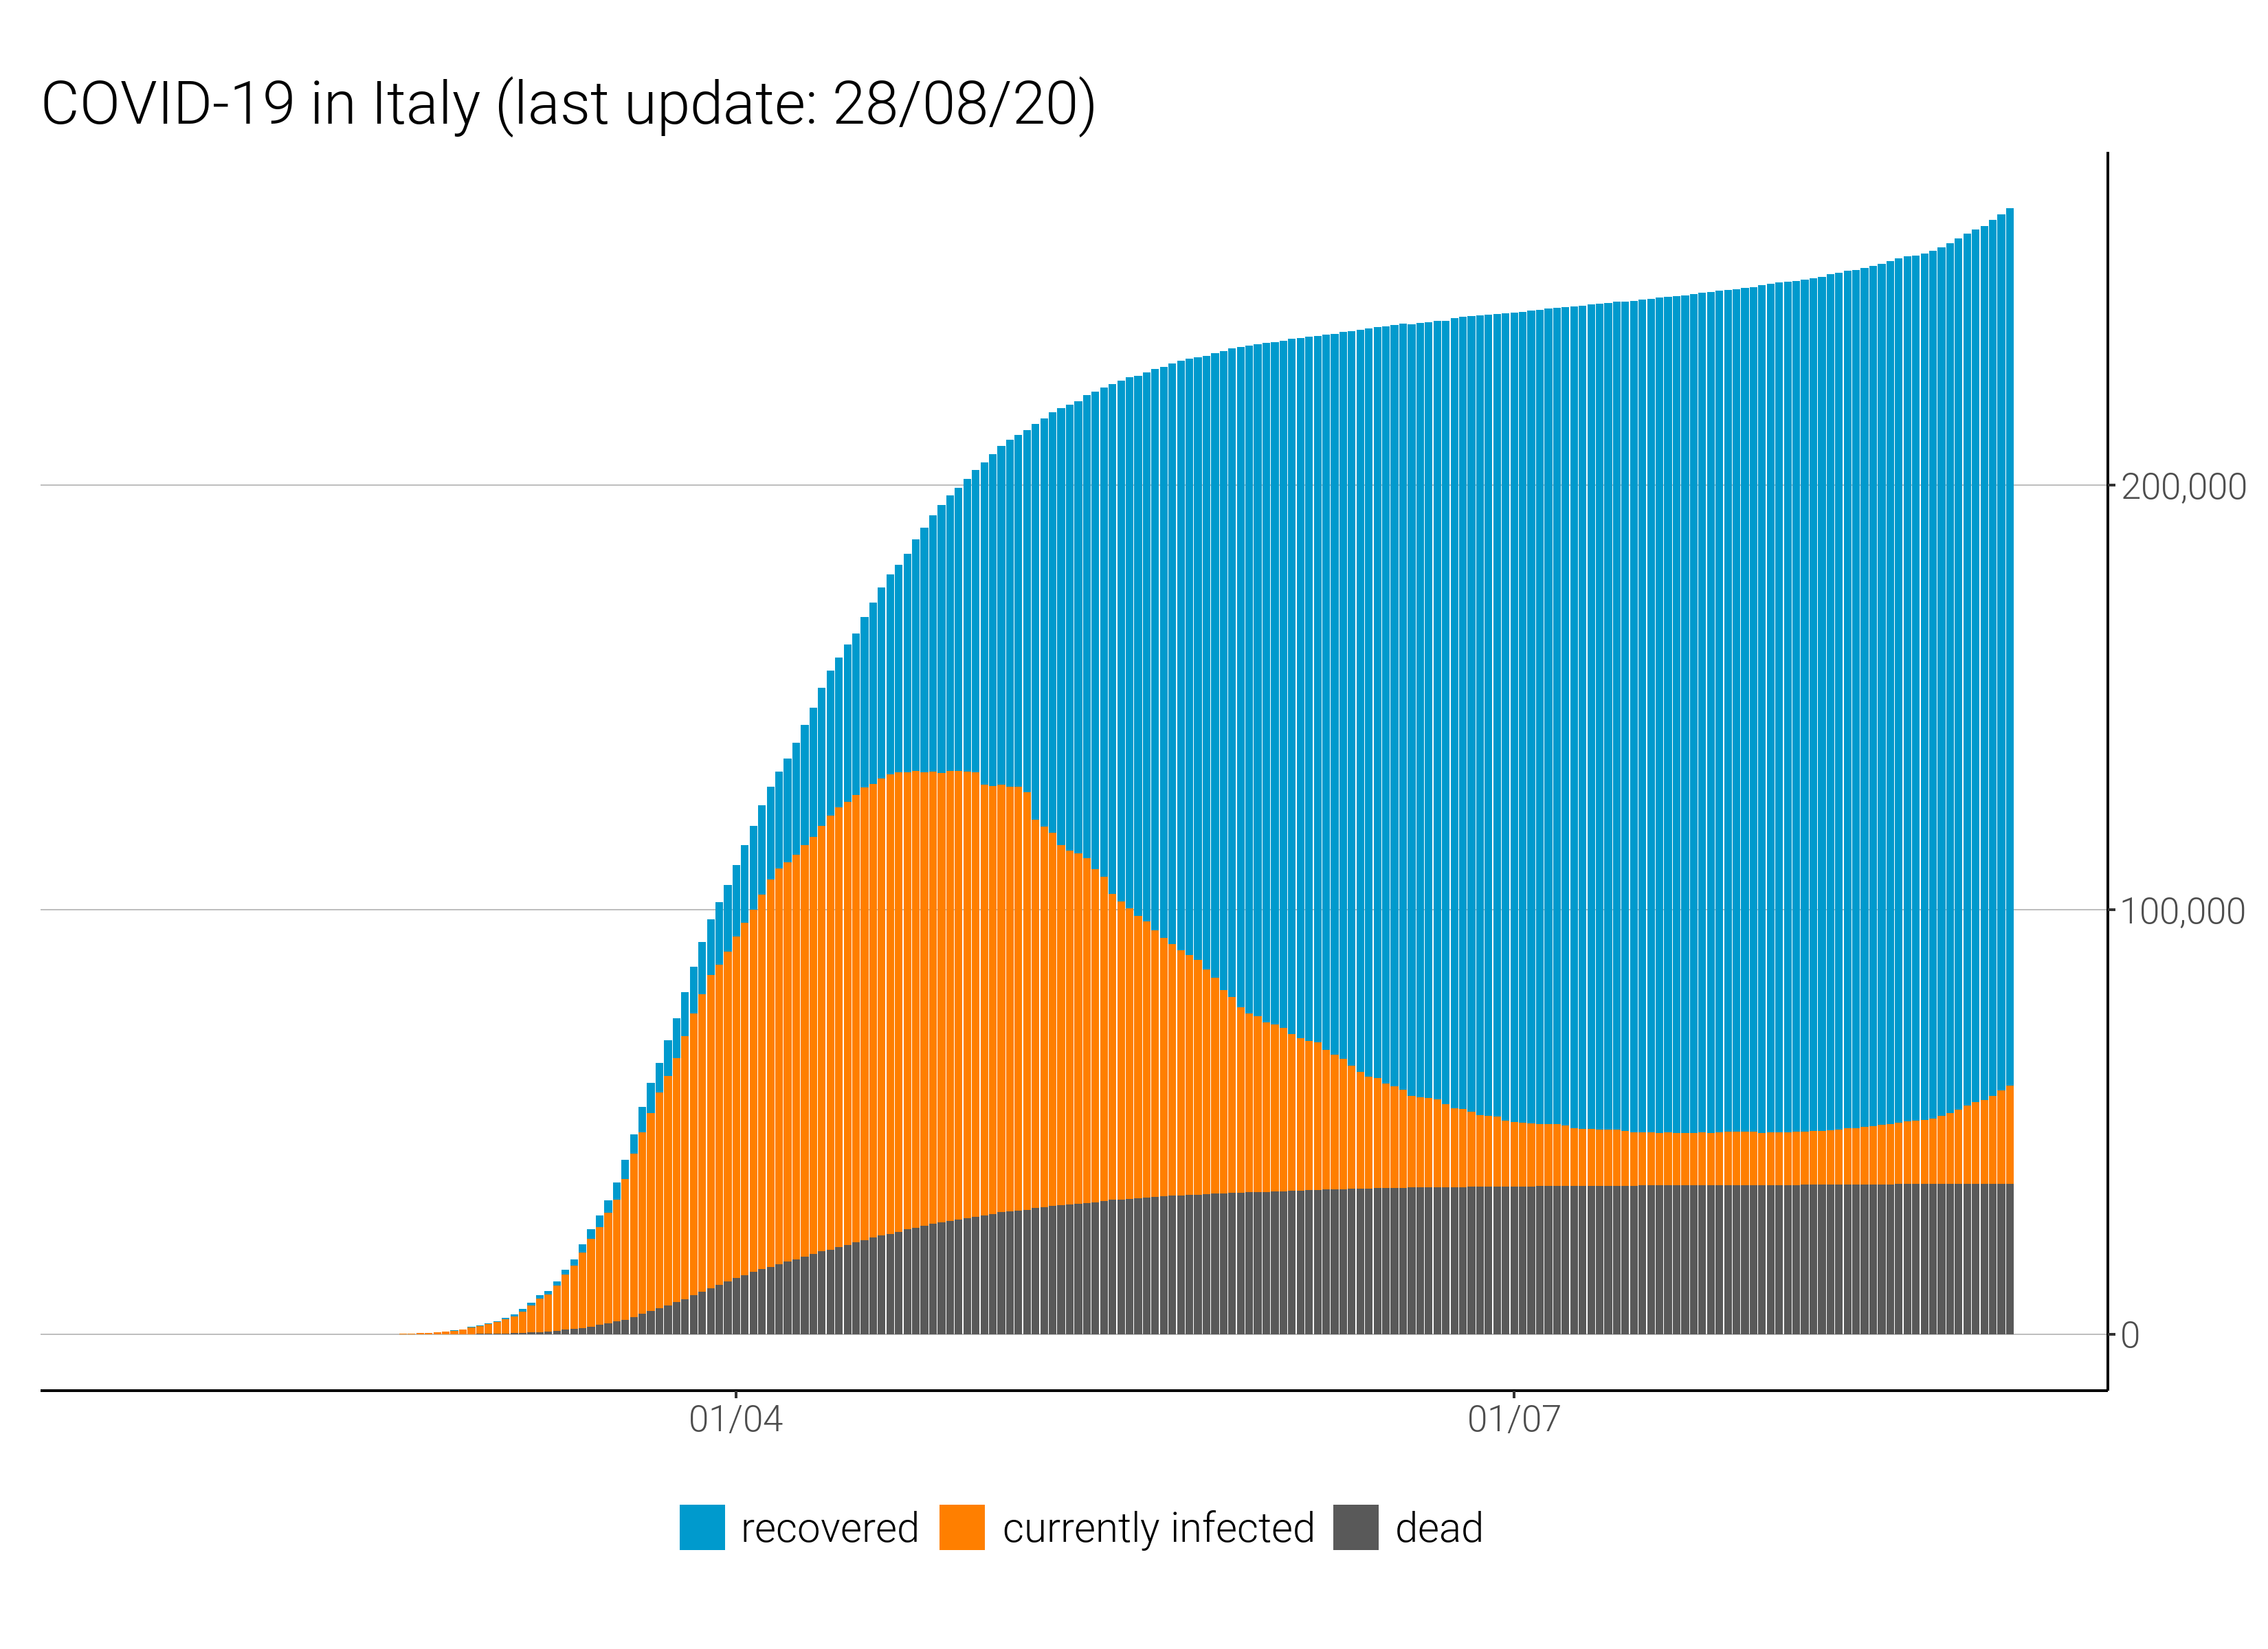 COVID-19 in Italy (last update: 28/08/20)
200,000
100,000
0
01/04 01/07
recovered currently infected dead